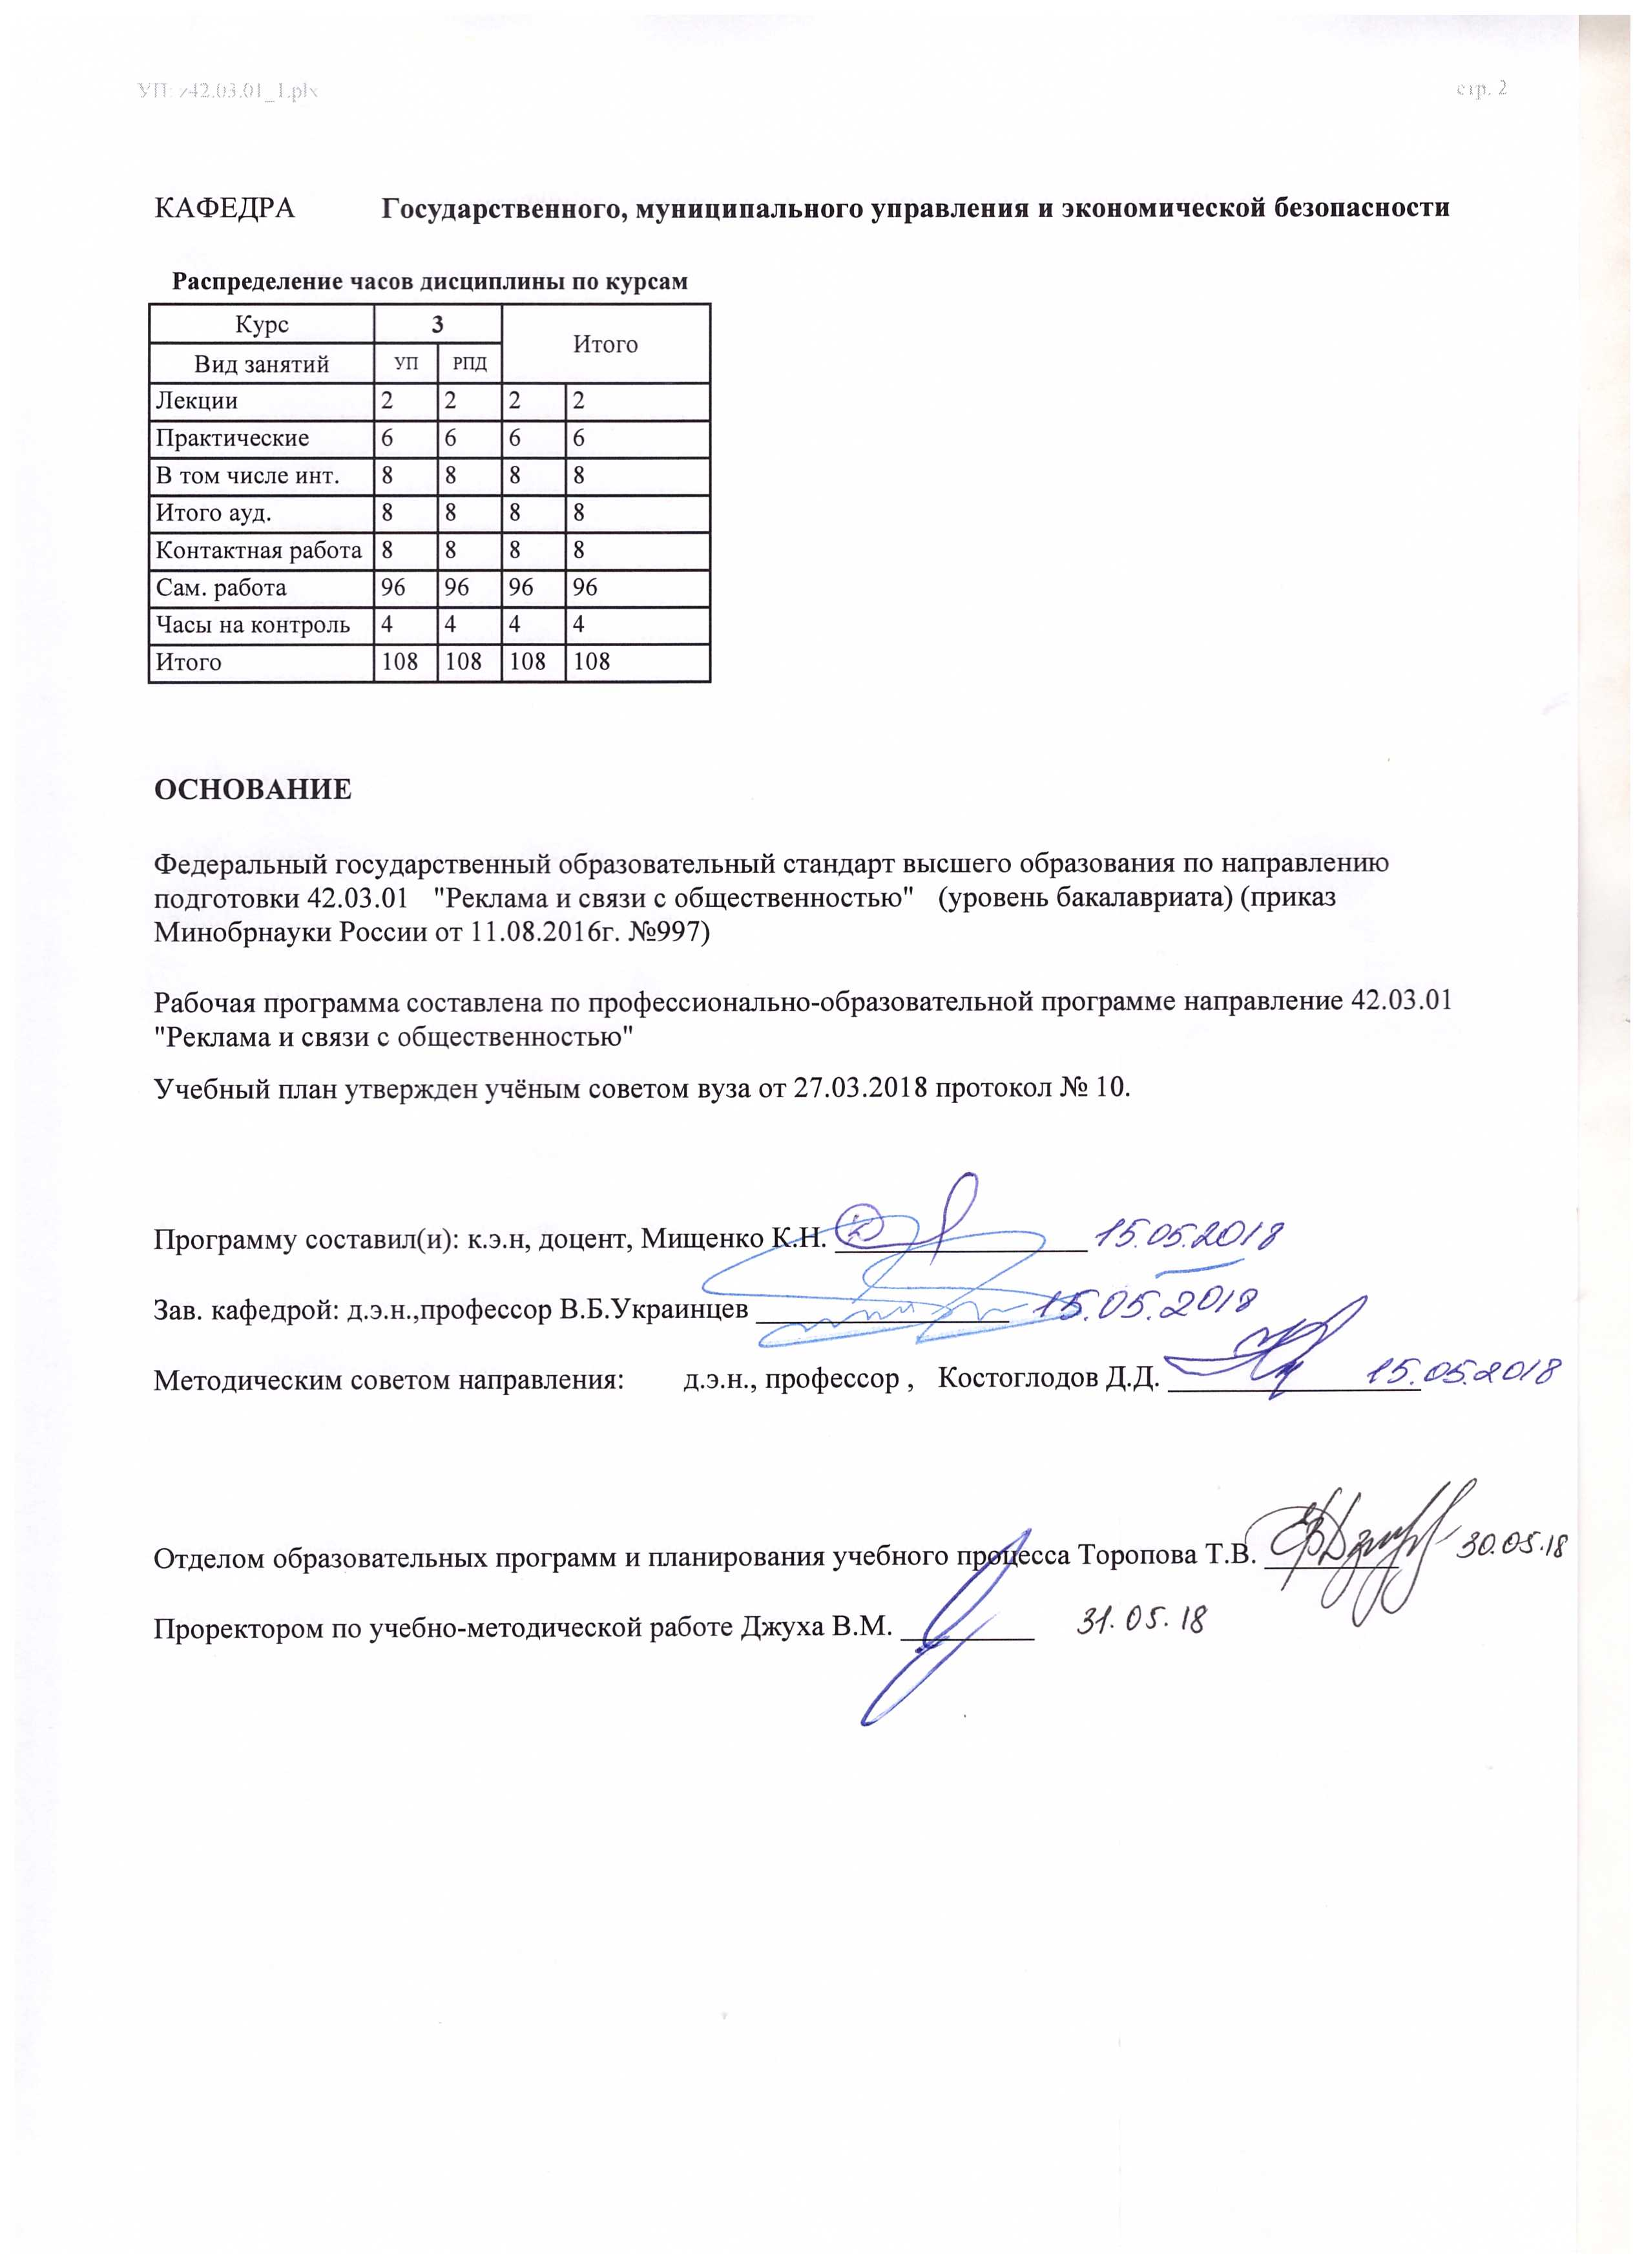 УП: z42.03.01_1.plx стр. 2
КАФЕДРА Государственного, муниципального управления и экономической безопасности
Распределение часов дисциплины по курсам
Курс 3 Итого
Вид занятий УП РПД
Лекции 2 2 2 2
Практические 6 6 6 6
В том числе инт. 8 8 8 8
Итого ауд. 8 8 8 8
Контактная работа 8 8 8 8
Сам. работа 96 96 96 96
Часы на контроль 4 4 4 4
Итого 108 108 108 108
ОСНОВАНИЕ
Федеральный государственный образовательный стандарт высшего образования по направлению
подготовки 42.03.01 "Реклама и связи с общественностью" (уровень бакалавриата) (приказ
Минобрнауки России от 11.08.2016г. №997)
Рабочая программа составлена по профессионально-образовательной программе направление 42.03.01
"Реклама и связи с общественностью"
Учебный план утвержден учёным советом вуза от 27.03.2018 протокол № 10.
Программу составил(и): к.э.н, доцент, Мищенко К.Н. 15.05.2018
Зав. кафедрой: д.э.н.,профессор В.Б.Украинцев 15.05.2018
Методическим советом направления: д.э.н., профессор , Костоглодов Д.Д. 15.05.2018
Отделом образовательных программ и планирования учебного процесса Торопова Т.В. 30.05.18
Проректором по учебно-методической работе Джуха В.М. 31.05.18